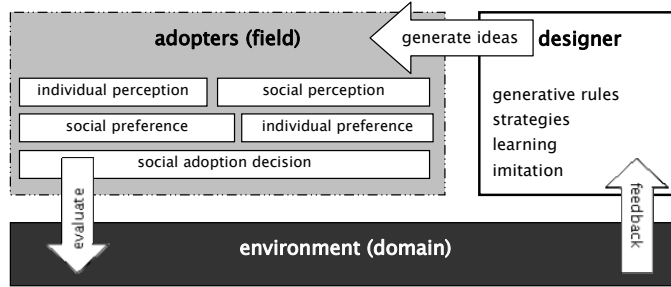 adopters (field)
generate ideas
designer
individual perception
social perception
social preference
individual preference
social adoption decision
generative rules
strategies
learning
imitation
evaluate
feedback
environment (domain)